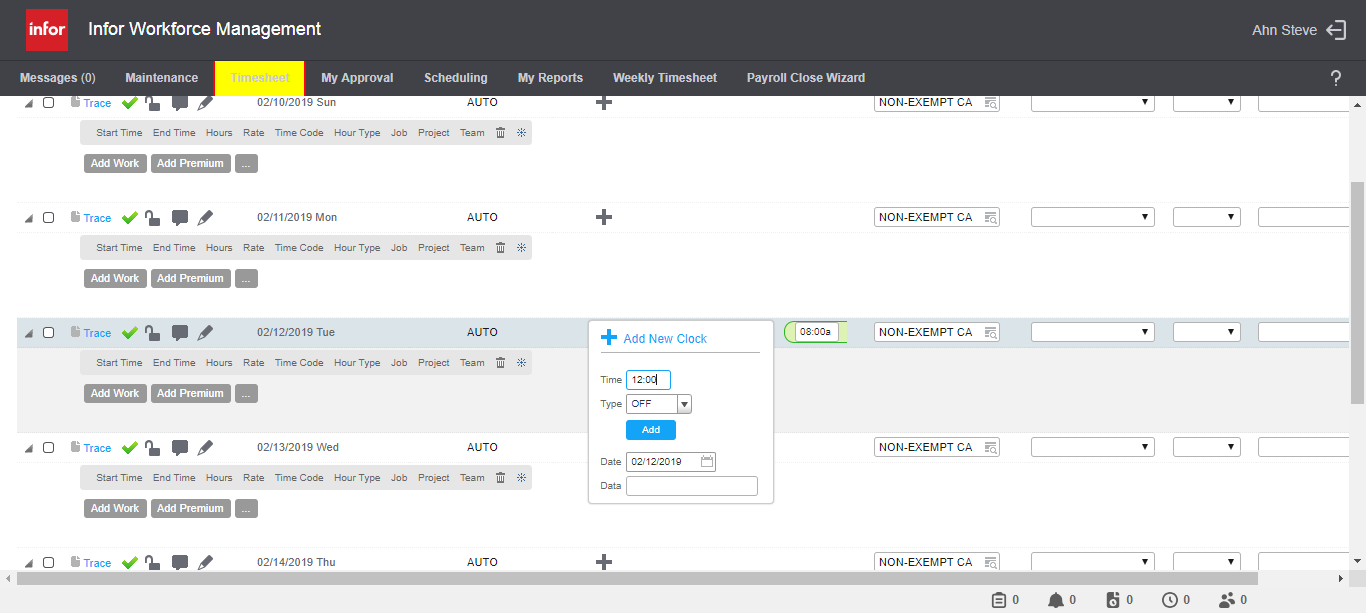 infor Infor Workforce Management Ahn Steve
Messages (0) Maintenance Timesheet My Approval Scheduling My Reports Weekly Timesheet Payroll Close Wizard ?
Trace 02/10/2019 Sun AUTO NON-EXEMPT CA
Start Time End Time Hours Rate Time Code Hour Type Job Project Team
Add Work Add Premium ...
Trace 02/11/2019 Mon AUTO NON-EXEMPT CA
Start Time End Time Hours Rate Time Code Hour Type Job Project Team
Add Work Add Premium ...
Trace 02/12/2019 Tue AUTO 08:00a NON-EXEMPT CA
Start Time End Time Hours Rate Time Code Hour Type Job Project Team
Add Work Add Premium ...
Add New Clock
Time 12:00
Type OFF
Add
Date 02/12/2019
Data
Trace 02/13/2019 Wed AUTO NON-EXEMPT CA
Start Time End Time Hours Rate Time Code Hour Type Job Project Team
Add Work Add Premium ...
Trace 02/14/2019 Thu AUTO NON-EXEMPT CA
0 0 0 0 0